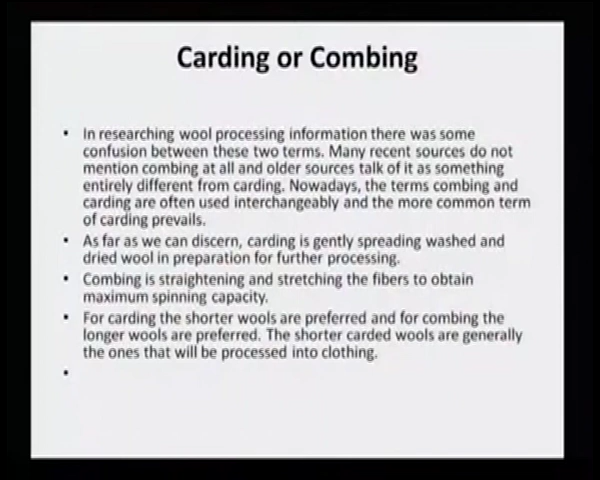 Carding or Combing
• In researching wool processing information there was some
confusion between these two terms. Many recent sources do not
mention combing at all and older sources talk of it as something
entirely different from carding. Nowadays, the terms combing and
carding are often used interchangeably and the more common term
of carding prevails.
• As far as we can discern, carding is gently spreading washed and
dried wool in preparation for further processing.
• Combing is straightening and stretching the fibers to obtain
maximum spinning capacity.
• For carding the shorter wools are preferred and for combing the
longer wools are preferred. The shorter carded wools are generally
the ones that will be processed into clothing.
•